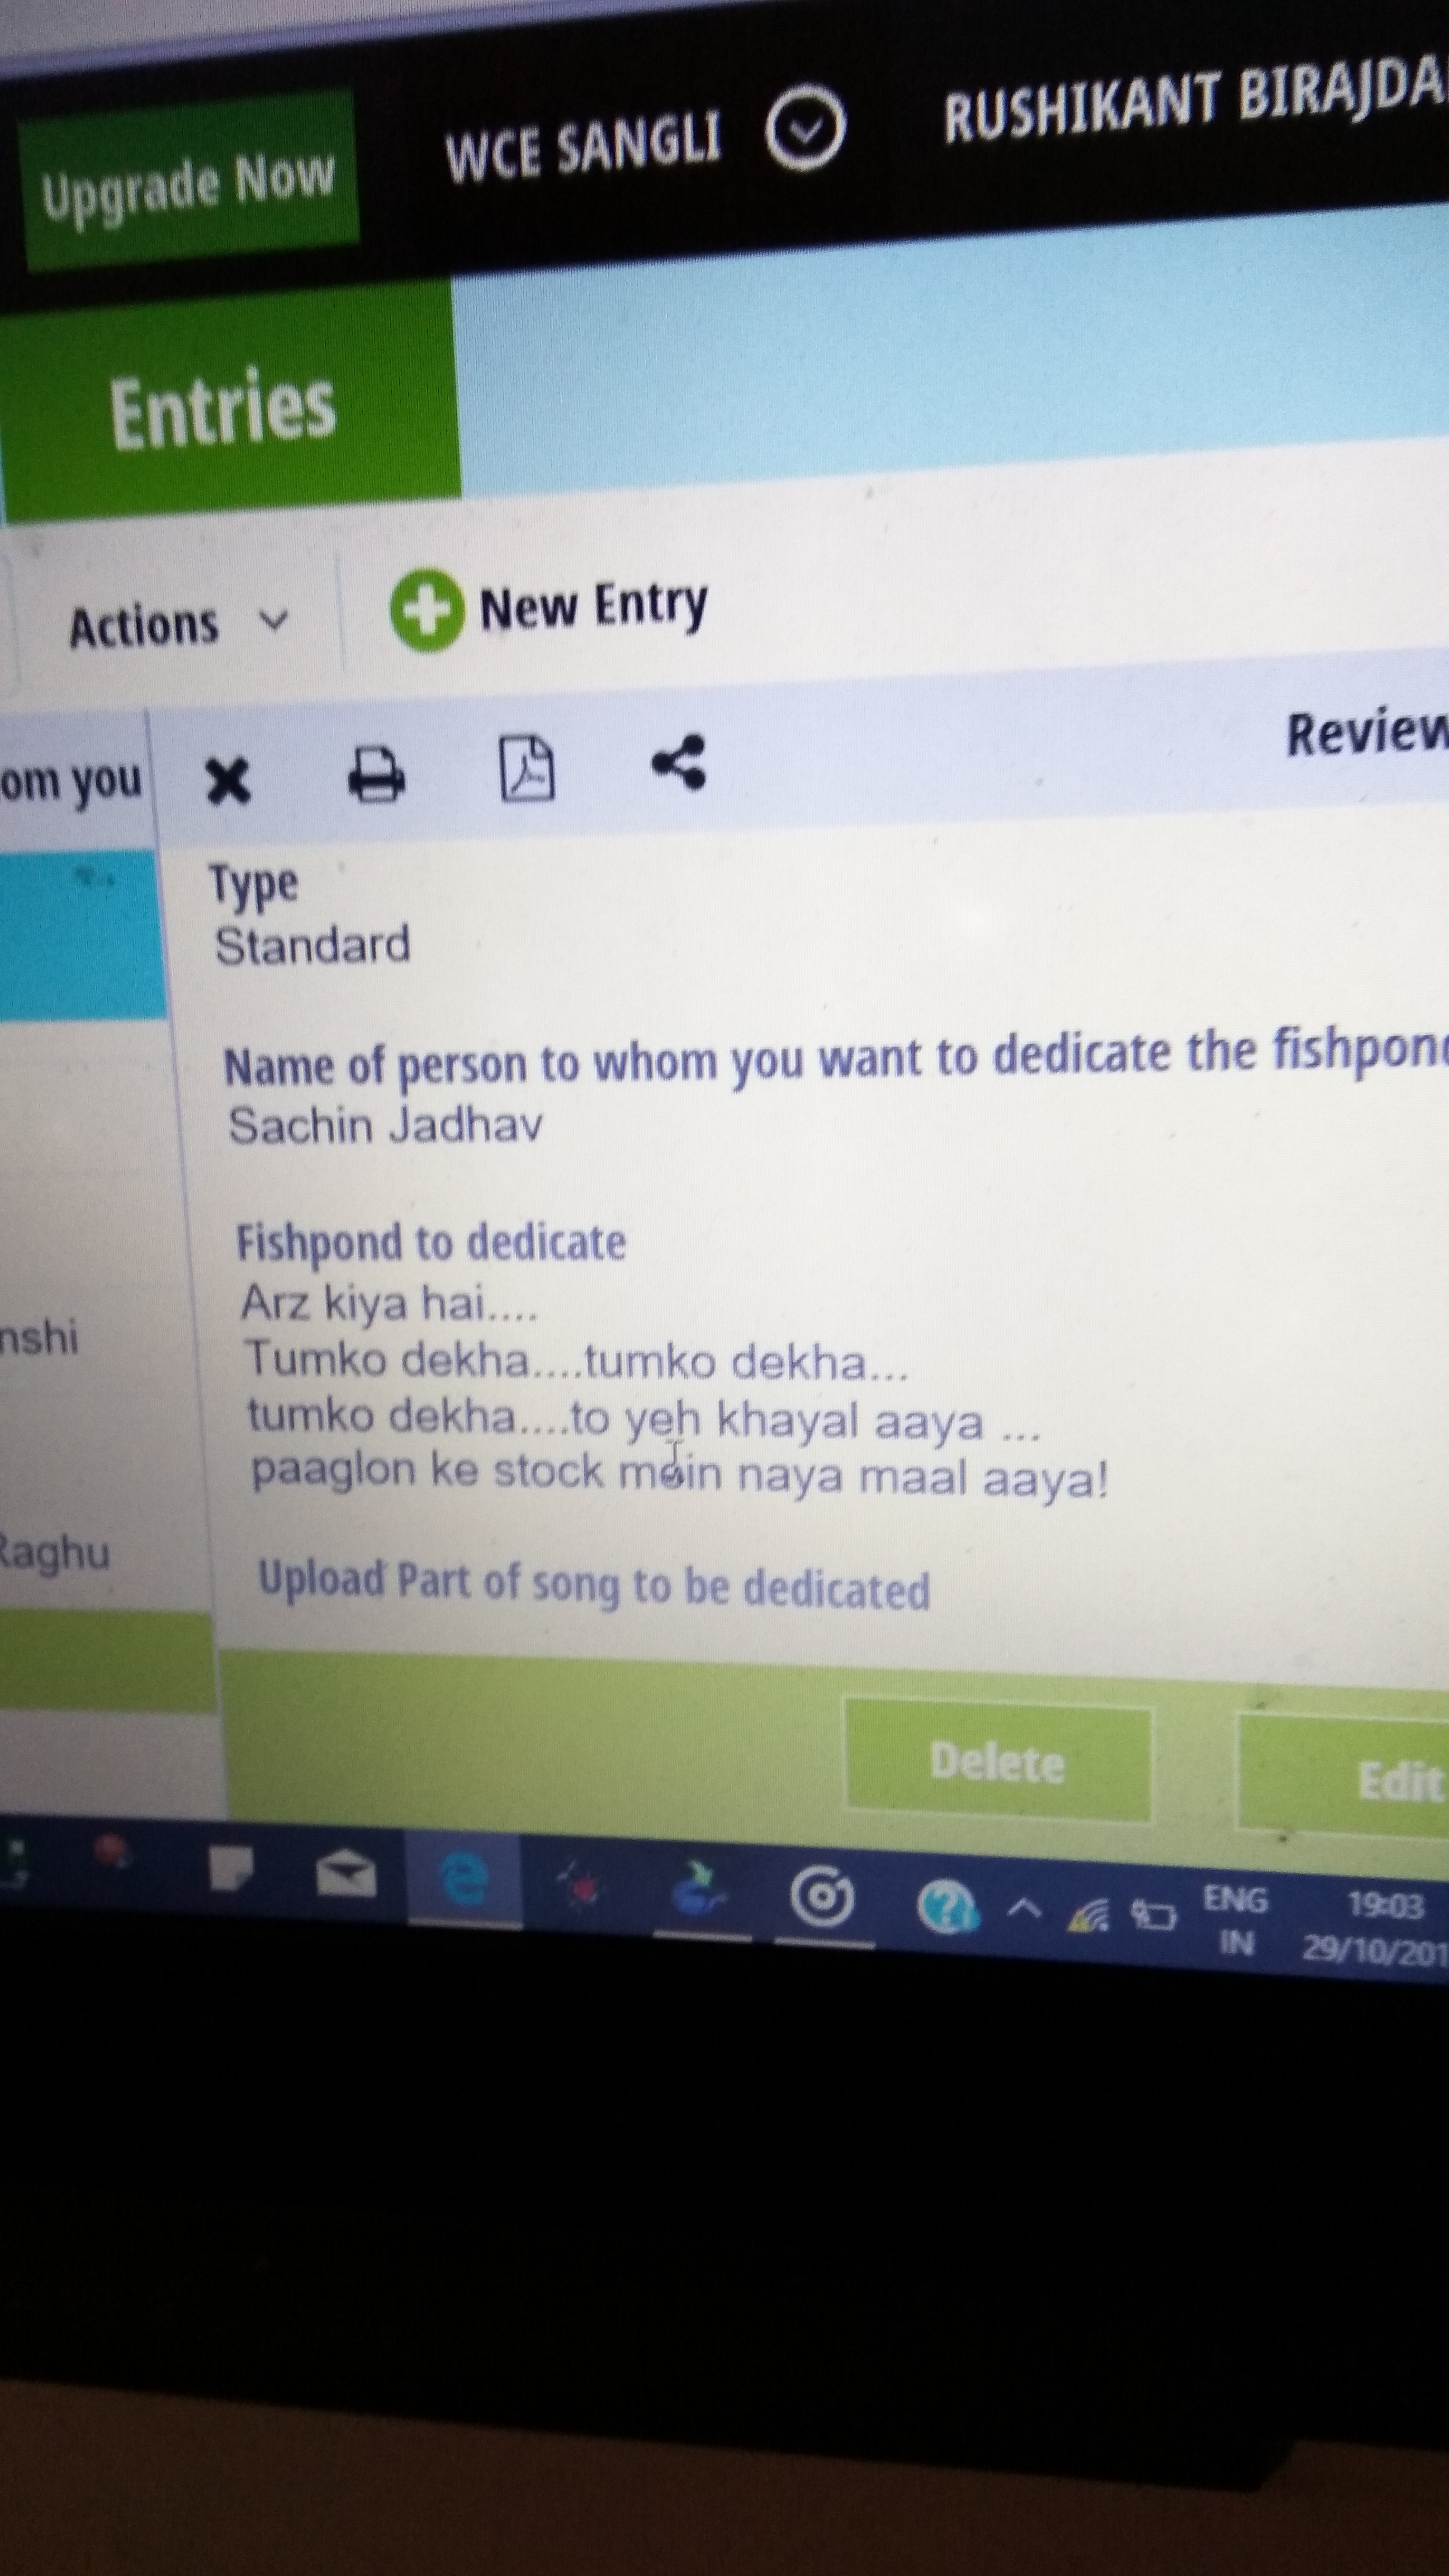 Upgrade Now WCE SANGLI RUSHIKANT BIRAJDA
Entries
Actions New Entry
om you Review
Type
Standard
Name of person to whom you want to dedicate the fishpond
Sachin Jadhav
Fishpond to dedicate
Arz kiya hai....
nshi
Tumko dekha....tumko dekha...
tumko dekha....to yeh khayal aaya ...
paaglon ke stock mein naya maal aaya!
Raghu
Upload Part of song to be dedicated
Delete Edit
ENG 19:03
IN 29/10/201